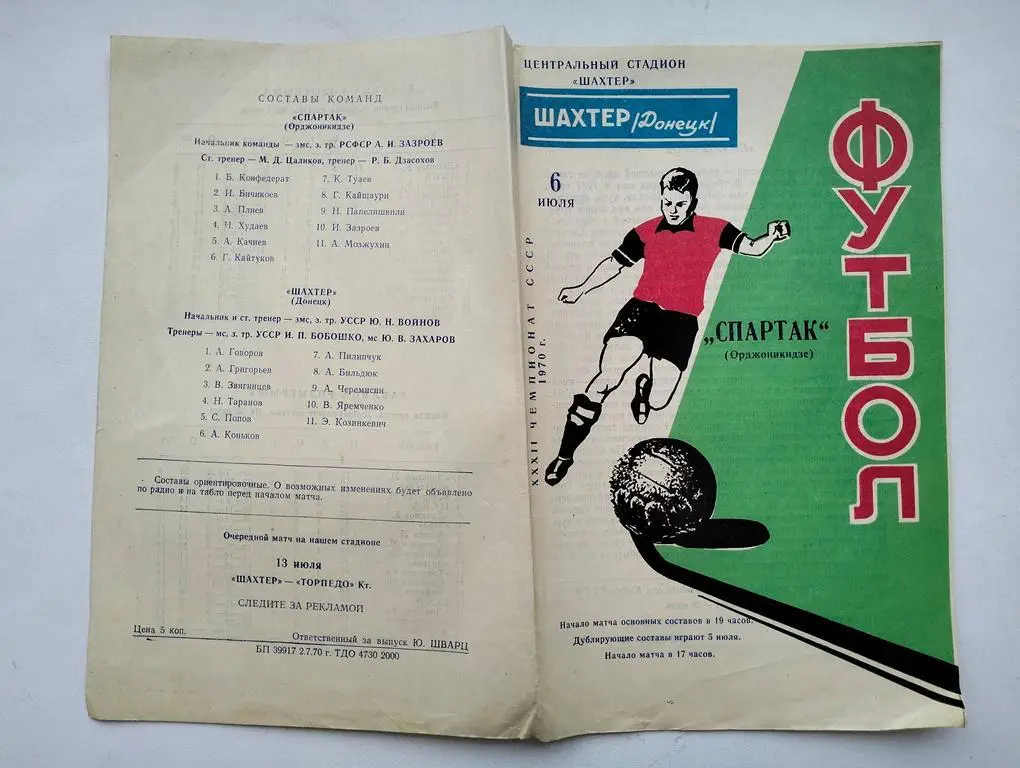 СОСТАВЫ КОМАНД
«СПАРТАК»
(Орджоникидзе)
Начальник команды — змс, з. тр. РСФСР А. И. ЗАЗРОЕВ
Ст. тренер — М. Д. Цаликов, тренер — Р. Б. Дзасохов
1. Б. Конфедерат
2. И. Бичикоев
3. А. Плиев
4. Н. Худаев
5. А. Качиев
6. Г. Кайтуков
7. К. Туаев
8. Г. Кайшаури
9. Н. Папелишвили
10. И. Зазроев
11. А. Мозжухин
«ШАХТЕР»
(Донецк)
Начальник и ст. тренер — змс, з. тр. УССР Ю. Н. ВОЙНОВ
Тренеры — мс, з. тр. УССР И. П. БОБОШКО, мс Ю. В. ЗАХАРОВ
1. А. Говоров
2. А. Григорьев
3. В. Звягинцев
4. Н. Таранов
5. С. Попов
6. А. Коньков
7. А. Пилипчук
8. А. Бильдюк
9. А. Черемисин
10. В. Яремченко
11. Э. Козинкевич
Составы ориентировочные. О возможных изменениях будет объявлено
по радио и на табло перед началом матча.
Очередной матч на нашем стадионе
13 июля
«ШАХТЕР» — «ТОРПЕДО» Кт.
СЛЕДИТЕ ЗА РЕКЛАМОЙ
Цена 5 коп.
Ответственный за выпуск Ю. ШВАРЦ
БП 39917 2.7.70 г. ТДО 4730 2000
ЦЕНТРАЛЬНЫЙ СТАДИОН
«ШАХТЕР»
ШАХТЕР /Донецк/
6
ИЮЛЯ
XXXII ЧЕМПИОНАТ СССР
1970 г.
„СПАРТАК“
(Орджоникидзе)
ФУТБОЛ
Начало матча основных составов в 19 часов.
Дублирующие составы играют 5 июля.
Начало матча в 17 часов.